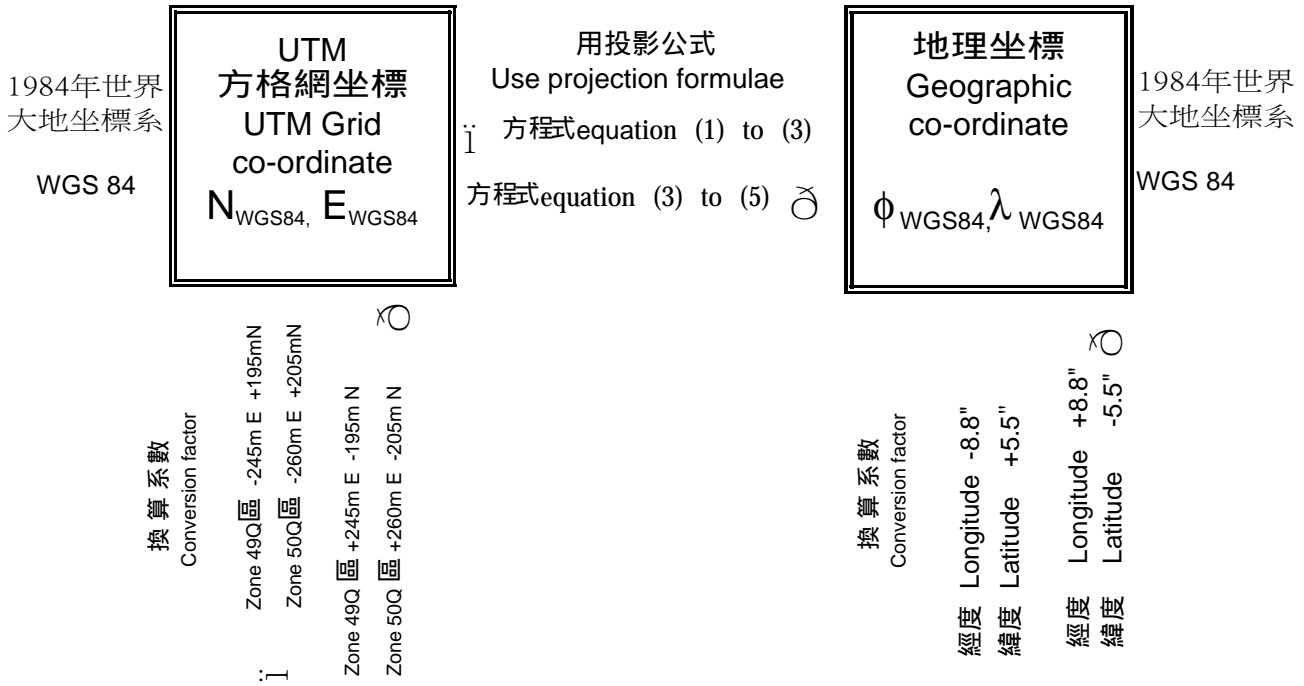 1984年世界
大地坐標系
WGS 84
UTM
方格網坐標
UTM Grid
co-ordinate
N WGS84, E WGS84
用投影公式
Use projection formulae
ï 方程式equation (1) to (3)
方程式equation (3) to (5) ð
地理坐標
Geographic
co-ordinate
ϕ WGS84, λ WGS84
1984年世界
大地坐標系
WGS 84
換算系數
Conversion factor
Zone 49Q區 -245m E +195mN
Zone 50Q區 -260m E +205mN
ï
Zone 49Q 區 +245m E -195m N
Zone 50Q 區 +260m E -205m N
ð
換算系數
Conversion factor
經度 Longitude -8.8"
緯度 Latitude +5.5"
經度 Longitude +8.8"
緯度 Latitude -5.5"
ð